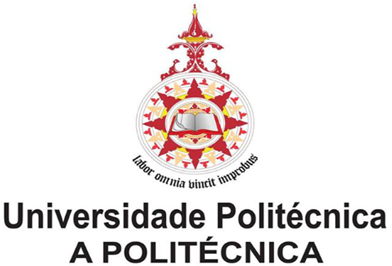 labor omnia vincit improbus
Universidade Politécnica
A POLITÉCNICA